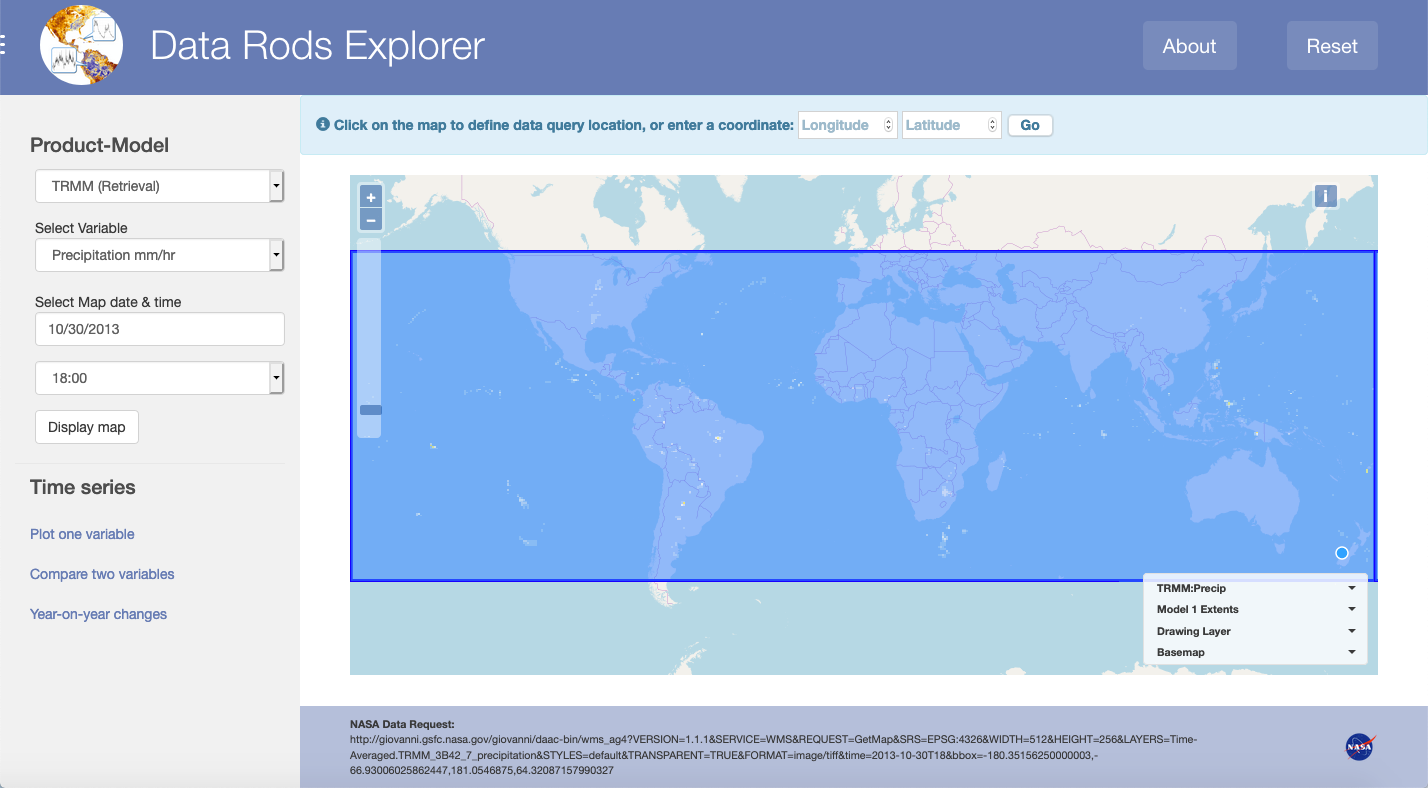 Data Rods Explorer
About
Reset
Click on the map to define data query location, or enter a coordinate: Longitude Latitude Go
Product-Model
TRMM (Retrieval)
Select Variable
Precipitation mm/hr
Select Map date & time
10/30/2013
18:00
Display map
Time series
Plot one variable
Compare two variables
Year-on-year changes
+
−
i
TRMM:Precip
Model 1 Extents
Drawing Layer
Basemap
NASA Data Request:
http://giovanni.gsfc.nasa.gov/giovanni/daac-bin/wms_ag4?VERSION=1.1.1&SERVICE=WMS&REQUEST=GetMap&SRS=EPSG:4326&WIDTH=512&HEIGHT=256&LAYERS=Time-
Averaged.TRMM_3B42_7_precipitation&STYLES=default&TRANSPARENT=TRUE&FORMAT=image/tiff&time=2013-10-30T18&bbox=-180.35156250000003,-
66.93006025862447,181.0546875,64.32087157990327
NASA